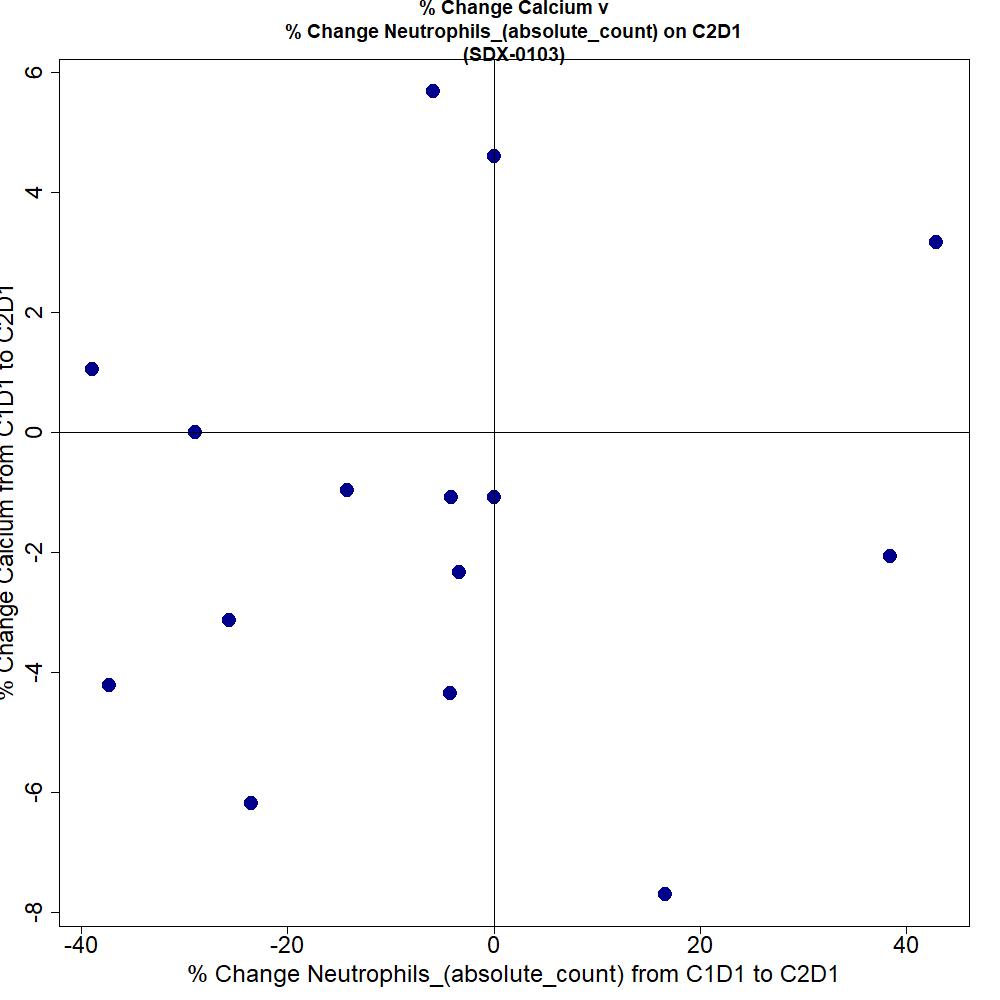 % Change Calcium v
% Change Neutrophils_(absolute_count) on C2D1
(SDX-0103)
6
4
2
0
-2
-4
-6
-8
% Change Calcium from C1D1 to C2D1
-40
-20
0
20
40
% Change Neutrophils_(absolute_count) from C1D1 to C2D1